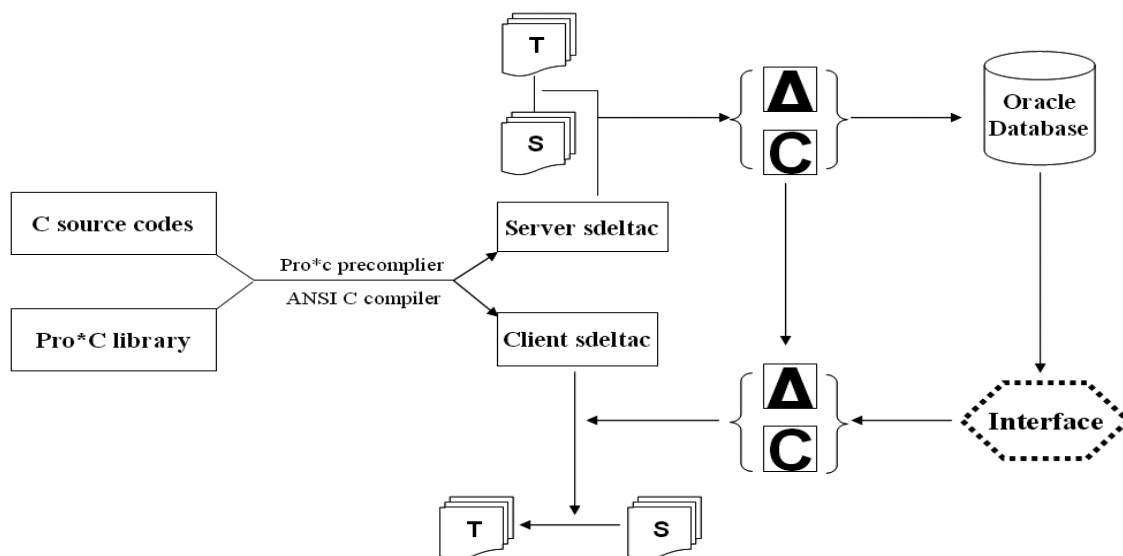 T
S
Δ
C
Oracle
Database
C source codes
Pro*C library
Pro*c precomplier
ANSI C compiler
Server sdeltac
Client sdeltac
Δ
C
Interface
T
S